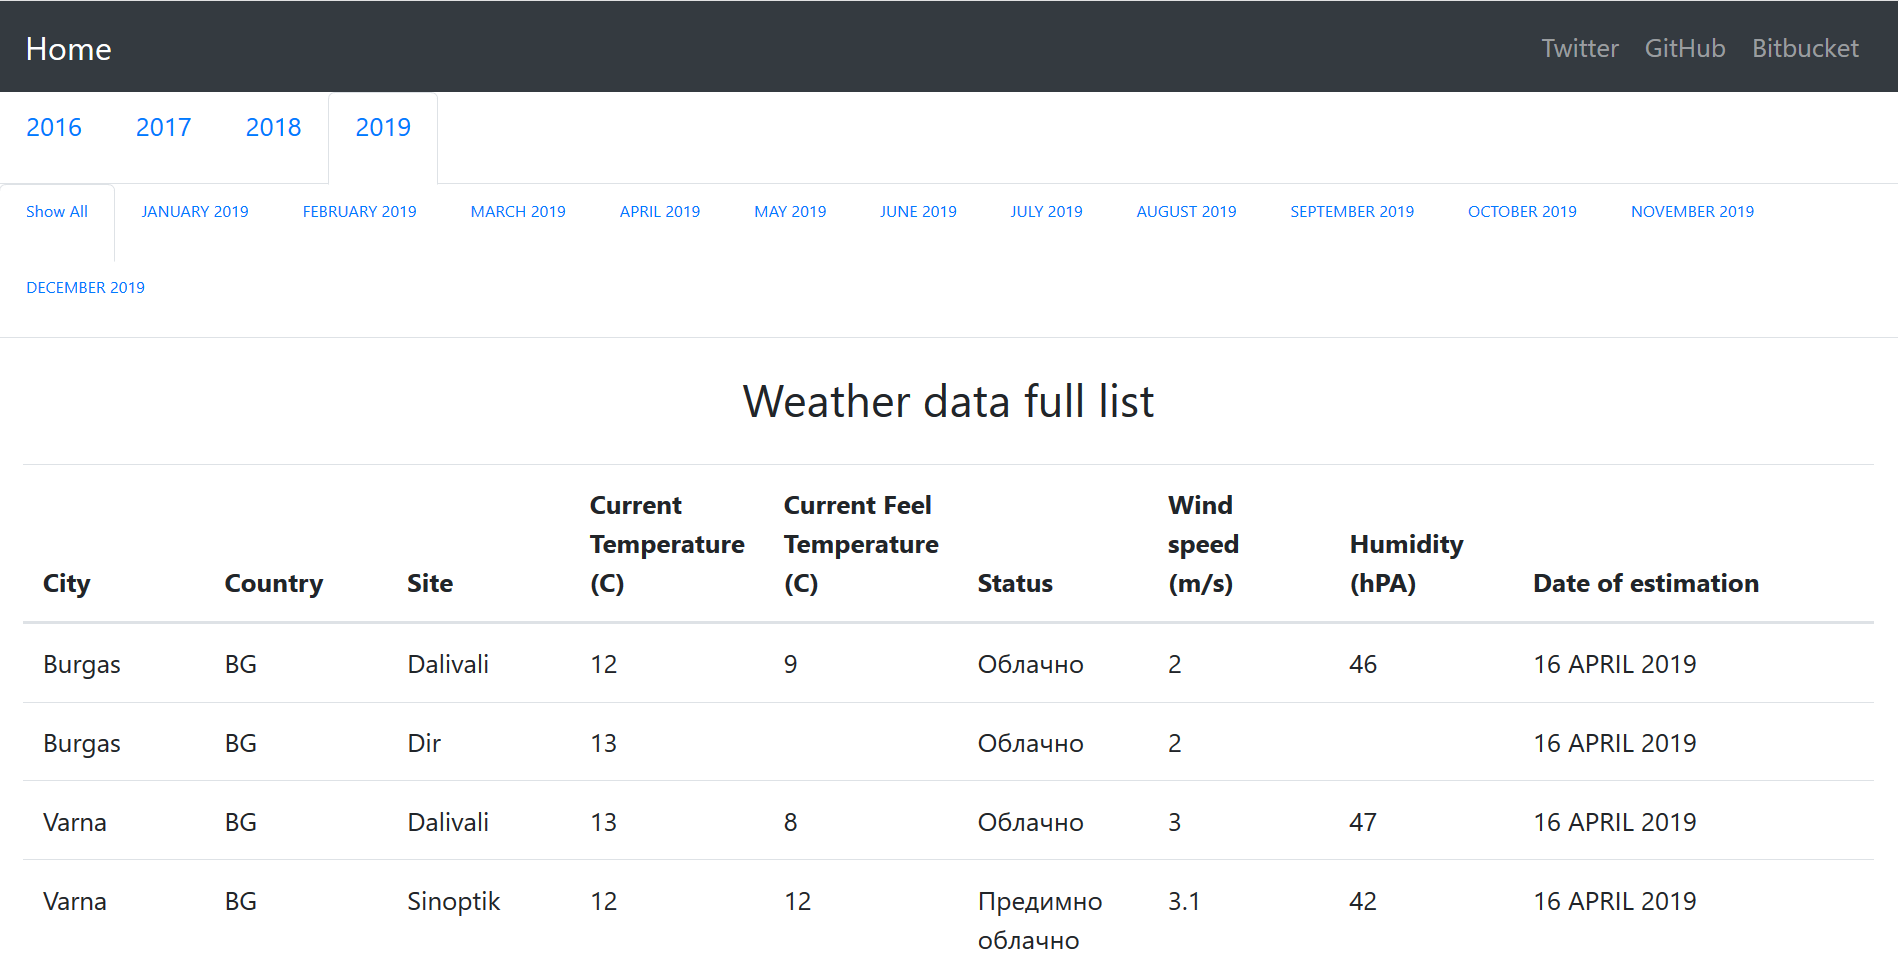 Home Twitter GitHub Bitbucket
2016 2017 2018 2019
Show All JANUARY 2019 FEBRUARY 2019 MARCH 2019 APRIL 2019 MAY 2019 JUNE 2019 JULY 2019 AUGUST 2019 SEPTEMBER 2019 OCTOBER 2019 NOVEMBER 2019
DECEMBER 2019
Weather data full list
Current Current Feel Wind
Temperature Temperature speed Humidity
City Country Site (C) (C) Status (m/s) (hPA) Date of estimation
Burgas BG Dalivali 12 9 Облачно 2 46 16 APRIL 2019
Burgas BG Dir 13 Облачно 2 16 APRIL 2019
Varna BG Dalivali 13 8 Облачно 3 47 16 APRIL 2019
Varna BG Sinoptik 12 12 Предимно 3.1 42 16 APRIL 2019
облачно